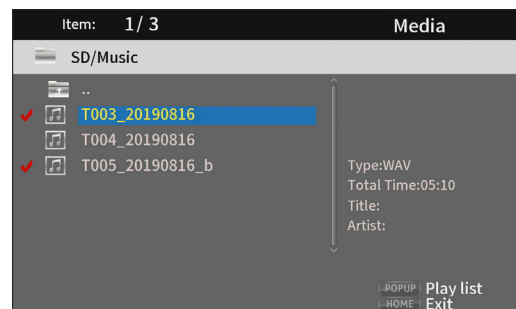 Item: 1/ 3 Media
SD/Music
..
T003_20190816
T004_20190816
T005_20190816_b
Type:WAV
Total Time:05:10
Title:
Artist:
POPUP Play list
HOME Exit